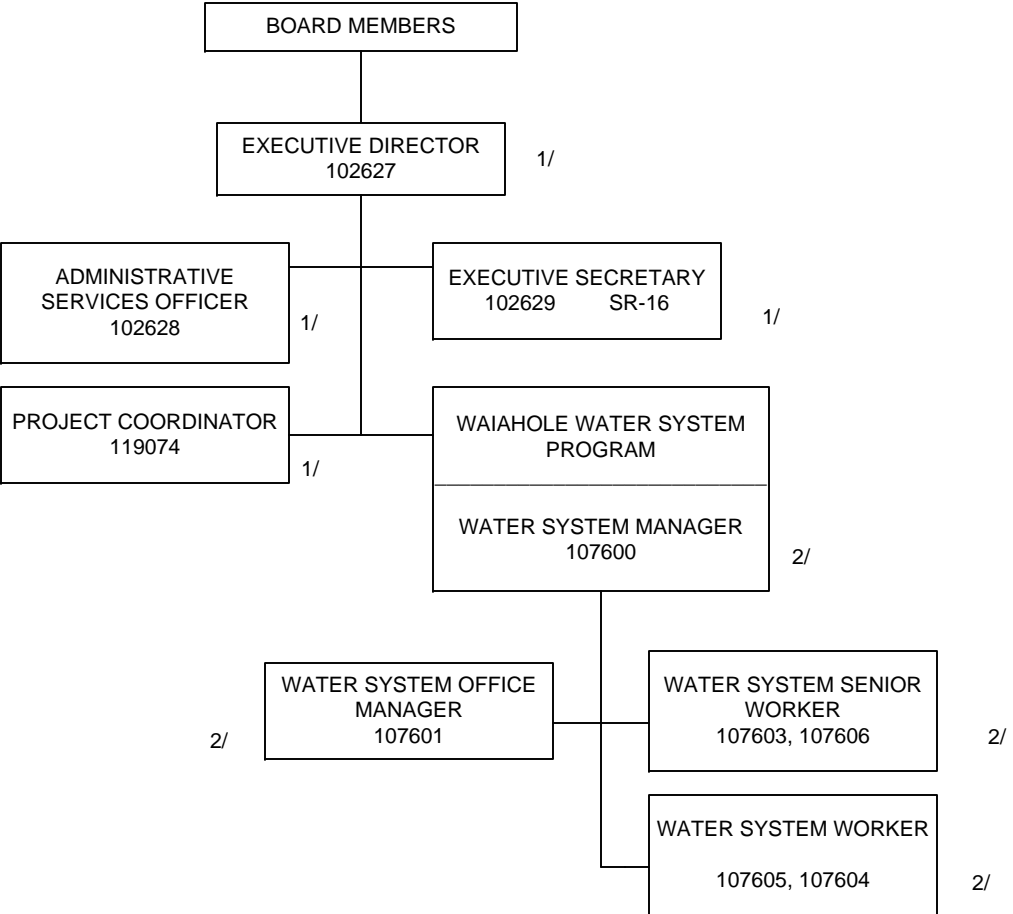 BOARD MEMBERS
EXECUTIVE DIRECTOR
102627
1/
ADMINISTRATIVE
SERVICES OFFICER
102628
1/
EXECUTIVE SECRETARY
102629 SR-16
1/
PROJECT COORDINATOR
119074
1/
WAIAHOLE WATER SYSTEM
PROGRAM
WATER SYSTEM MANAGER
107600
2/
WATER SYSTEM OFFICE
MANAGER
107601
2/
WATER SYSTEM SENIOR
WORKER
107603, 107606
2/
WATER SYSTEM WORKER
107605, 107604
2/